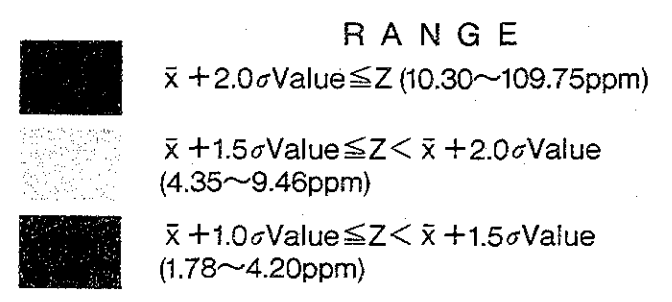 RANGE
x̄ +2.0σValue≦Z (10.30~109.75ppm)
x̄ +1.5σValue≦Z< x̄ +2.0σValue
(4.35~9.46ppm)
x̄ +1.0σValue≦Z< x̄ +1.5σValue
(1.78~4.20ppm)